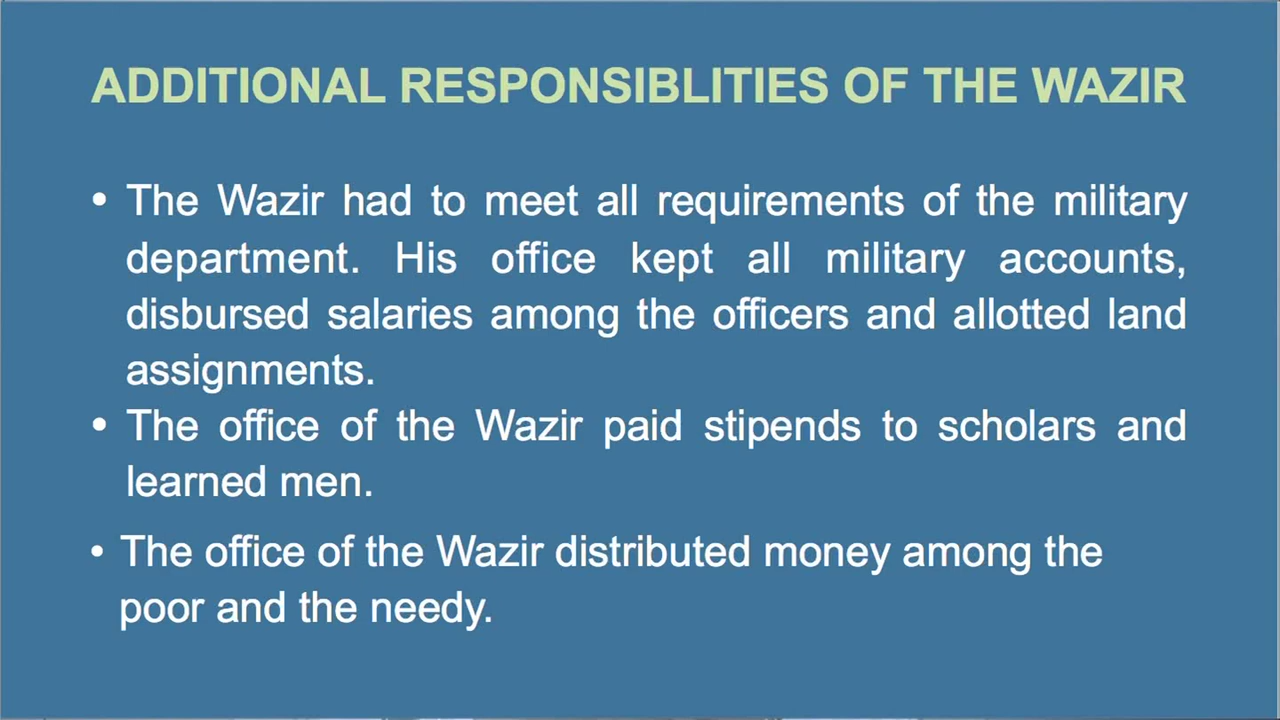 ADDITIONAL RESPONSIBLITIES OF THE WAZIR
• The Wazir had to meet all requirements of the military
department. His office kept all military accounts,
disbursed salaries among the officers and allotted land
assignments.
• The office of the Wazir paid stipends to scholars and
learned men.
• The office of the Wazir distributed money among the
poor and the needy.